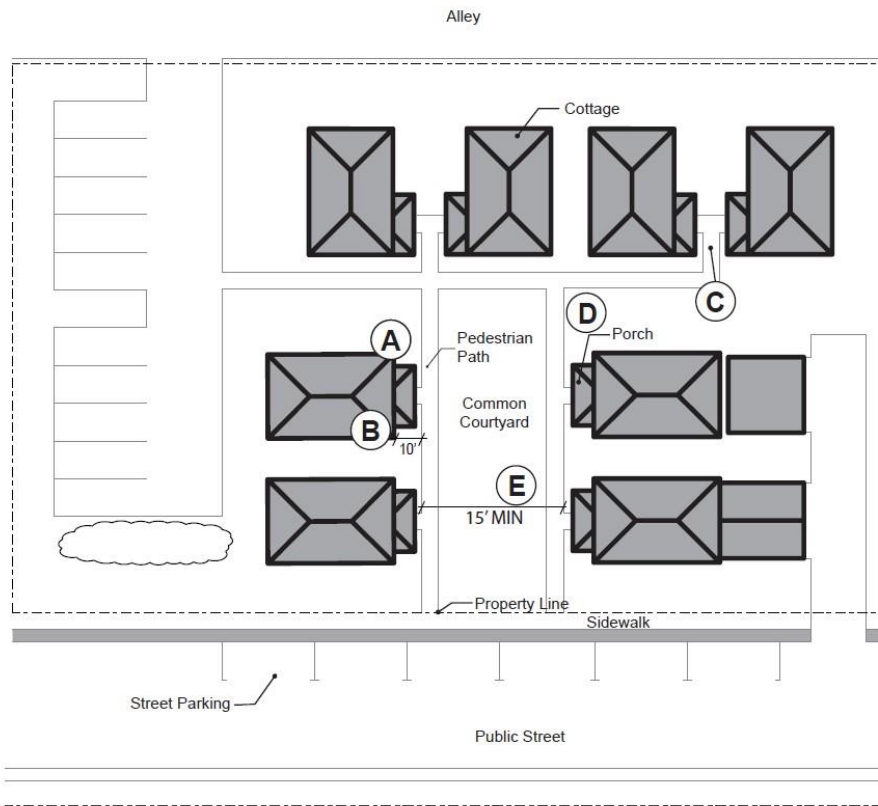 Alley
Cottage
C
D
A
Porch
Pedestrian
Path
Common
Courtyard
B
10'
E
15' MIN
Property Line
Sidewalk
Street Parking
Public Street